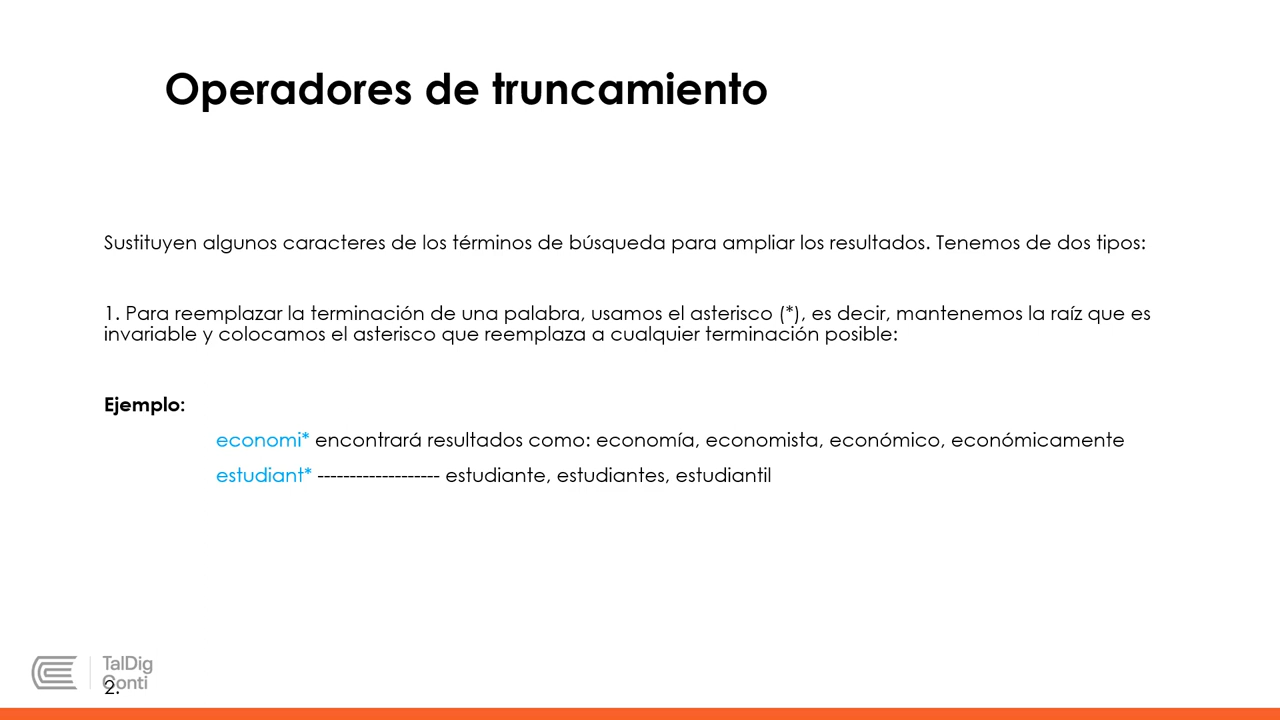 Operadores de truncamiento
Sustituyen algunos caracteres de los términos de búsqueda para ampliar los resultados. Tenemos de dos tipos:
1. Para reemplazar la terminación de una palabra, usamos el asterisco (*), es decir, mantenemos la raíz que es
invariable y colocamos el asterisco que reemplaza a cualquier terminación posible:
Ejemplo:
economi* encontrará resultados como: economía, economista, económico, económicamente
estudiant* ------------------- estudiante, estudiantes, estudiantil
TalDig
Conti
2.